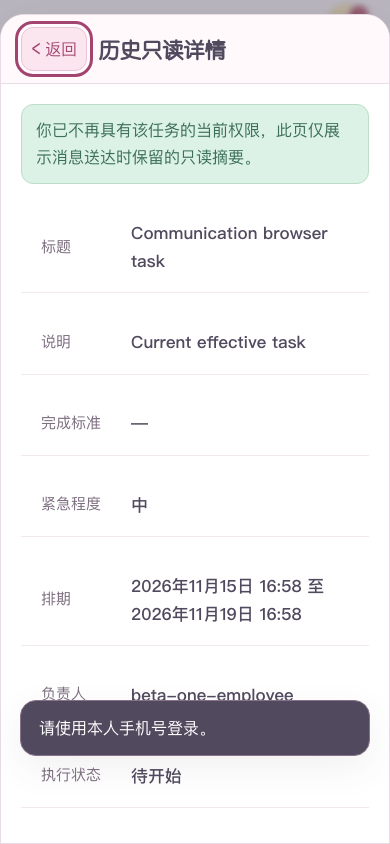 < 返回
历史只读详情
你已不再具有该任务的当前权限，此页仅展
示消息送达时保留的只读摘要。
标题
Communication browser
task
说明
Current effective task
完成标准
—
紧急程度
中
排期
2026年11月15日 16:58 至
2026年11月19日 16:58
负责人
beta-one-employee
请使用本人手机号登录。
执行状态
待开始